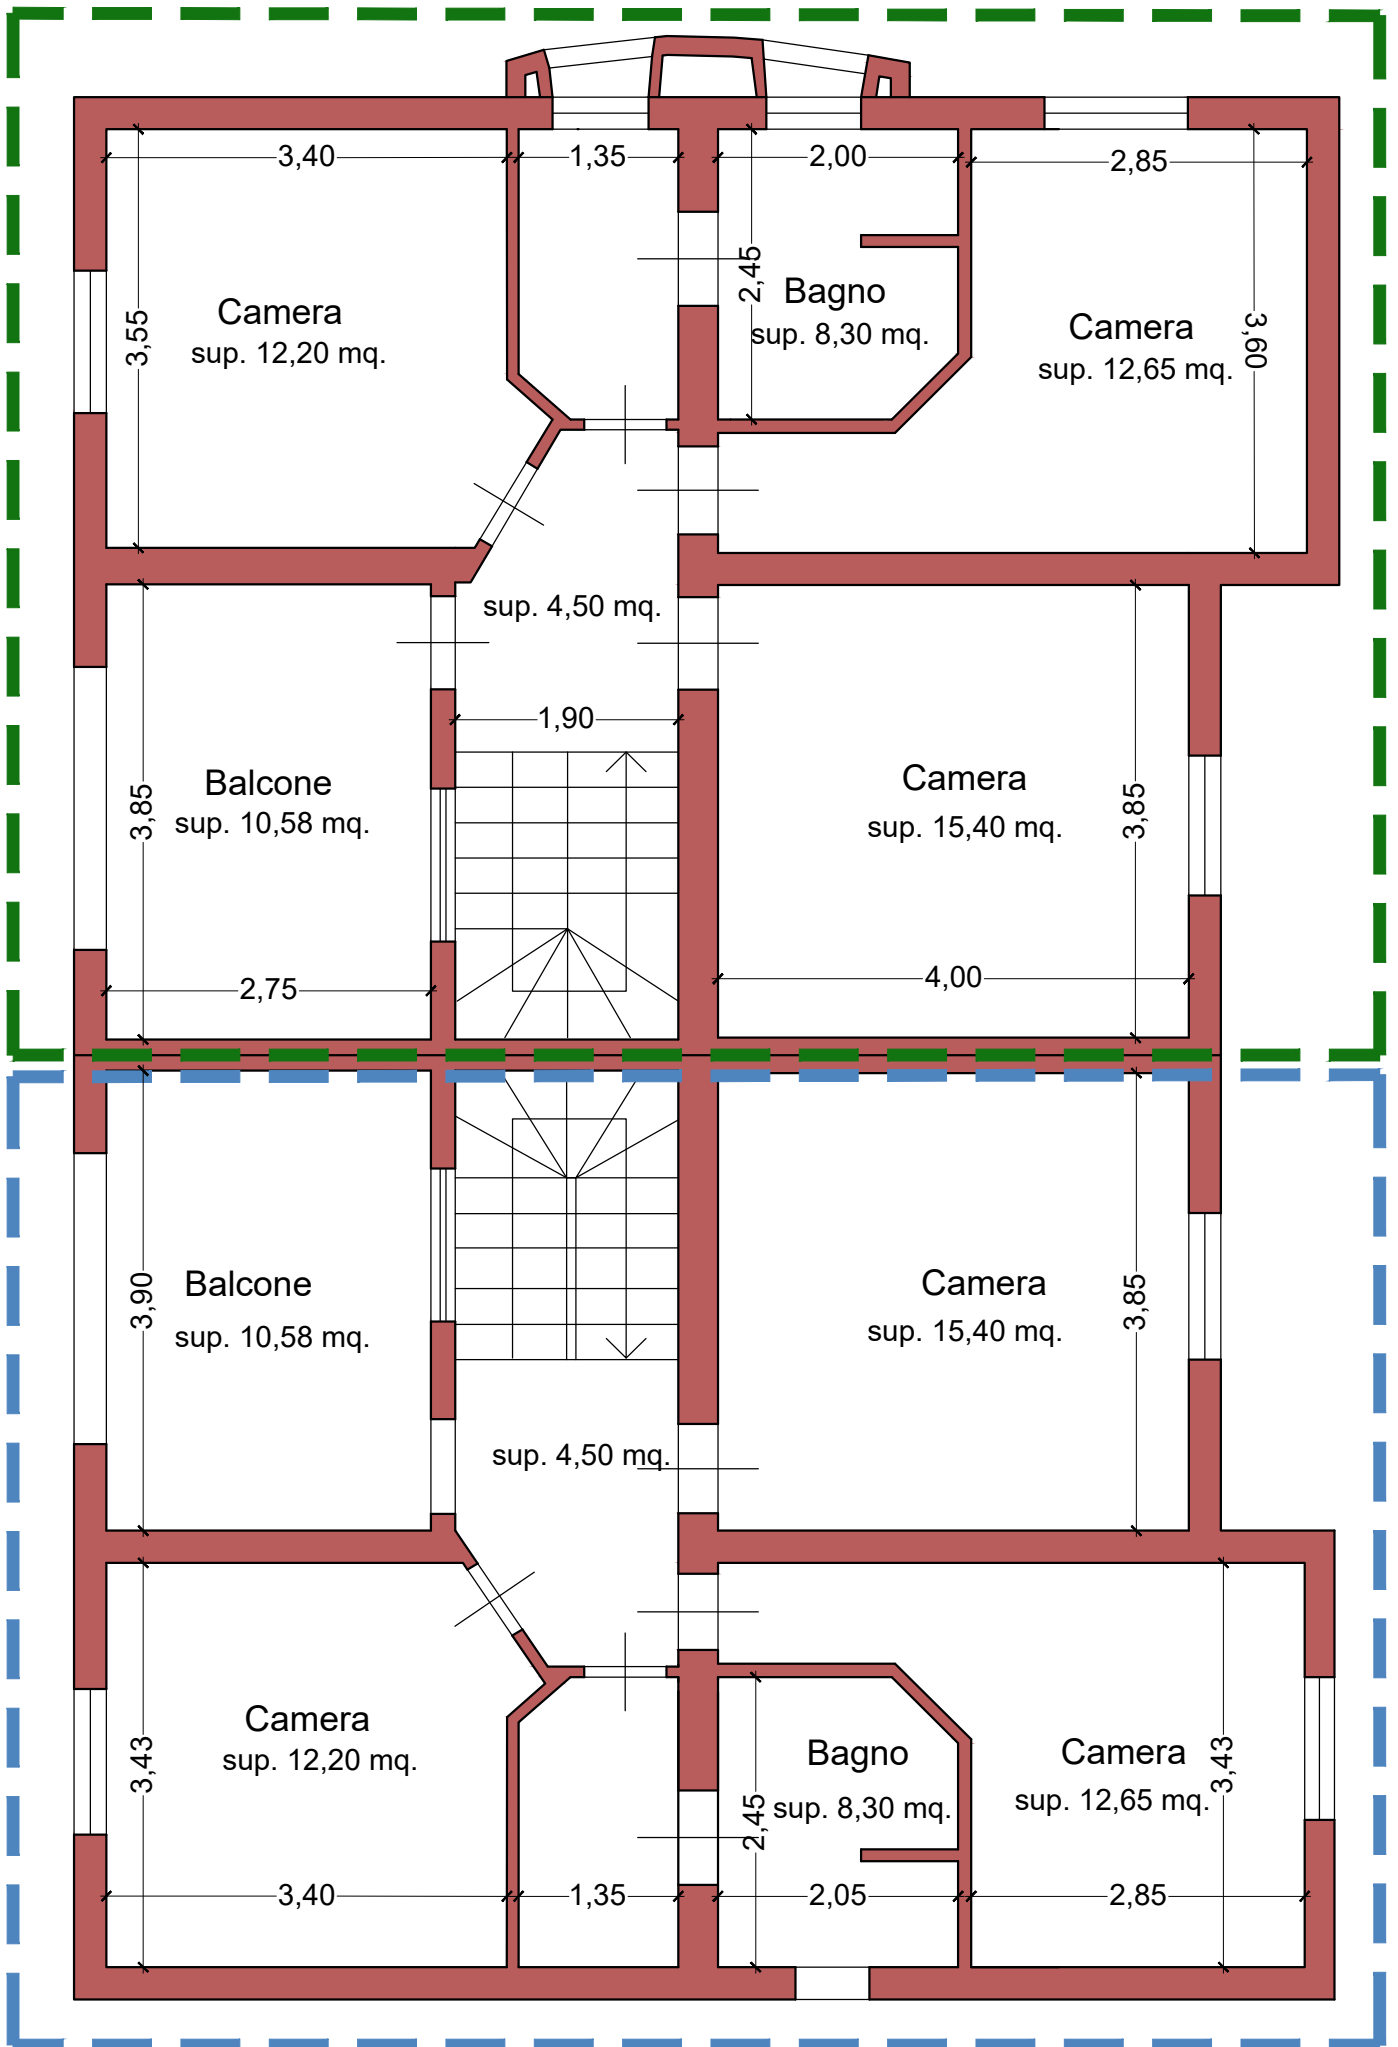 3,40
1,35
2,00
2,85
3,55
2,45
3,60
Camera
sup. 12,20 mq.
Bagno
sup. 8,30 mq.
Camera
sup. 12,65 mq.
sup. 4,50 mq.
1,90
Balcone
sup. 10,58 mq.
3,85
2,75
Camera
sup. 15,40 mq.
3,85
4,00
Balcone
sup. 10,58 mq.
3,90
Camera
sup. 15,40 mq.
3,85
sup. 4,50 mq.
Camera
sup. 12,20 mq.
3,43
Bagno
sup. 8,30 mq.
2,45
Camera
sup. 12,65 mq.
3,43
3,40
1,35
2,05
2,85